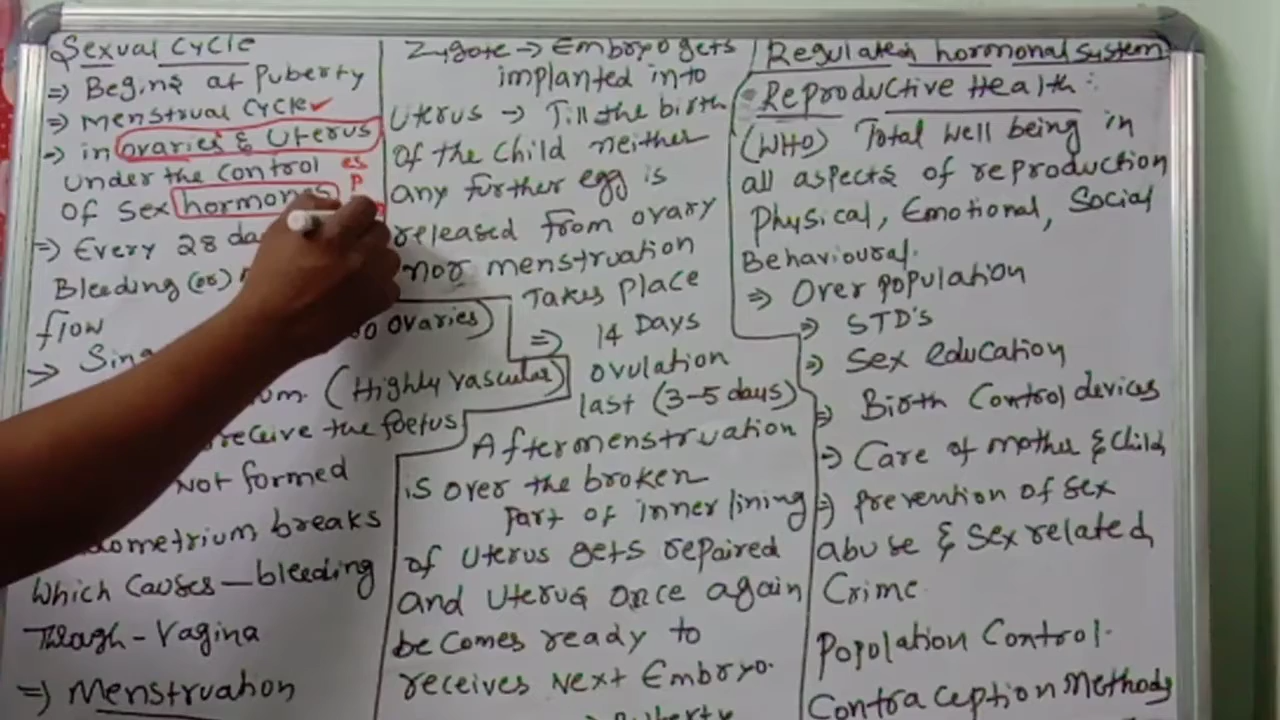 Sexual Cycle
⇒ Begins at Puberty
⇒ Menstrual Cycle ✓
→ in ovaries & Uterus
under the control es
of sex hormones P
⇒ Every 28 da
Bleeding (or)
flow
→ Sin ovaries)
(Highly vascular)
receive the foetus
Not formed
ometrium breaks
Which causes — bleeding
Through - Vagina
⇒ Menstruation
Zygote → Embryo gets
implanted into
Uterus → Till the birth
of the child neither
any further egg is
released from ovary
nor menstruation
Takes place
⇒ 14 Days
ovulation
last (3-5 days)
After menstruation
is over the broken
Part of inner lining
of Uterus gets repaired
and Uterus once again
becomes ready to
receives Next Embryo.
Regulated hormonal system
Reproductive Health :
(WHO) Total well being in
all aspects of reproduction
Physical, Emotional, Social
Behavioural.
⇒ Over population
⇒ STD's
⇒ Sex education
⇒ Birth Control devices
⇒ Care of mother & child
⇒ Prevention of sex
abuse & sex related
Crime
Popolation Control.
Contraception Methods